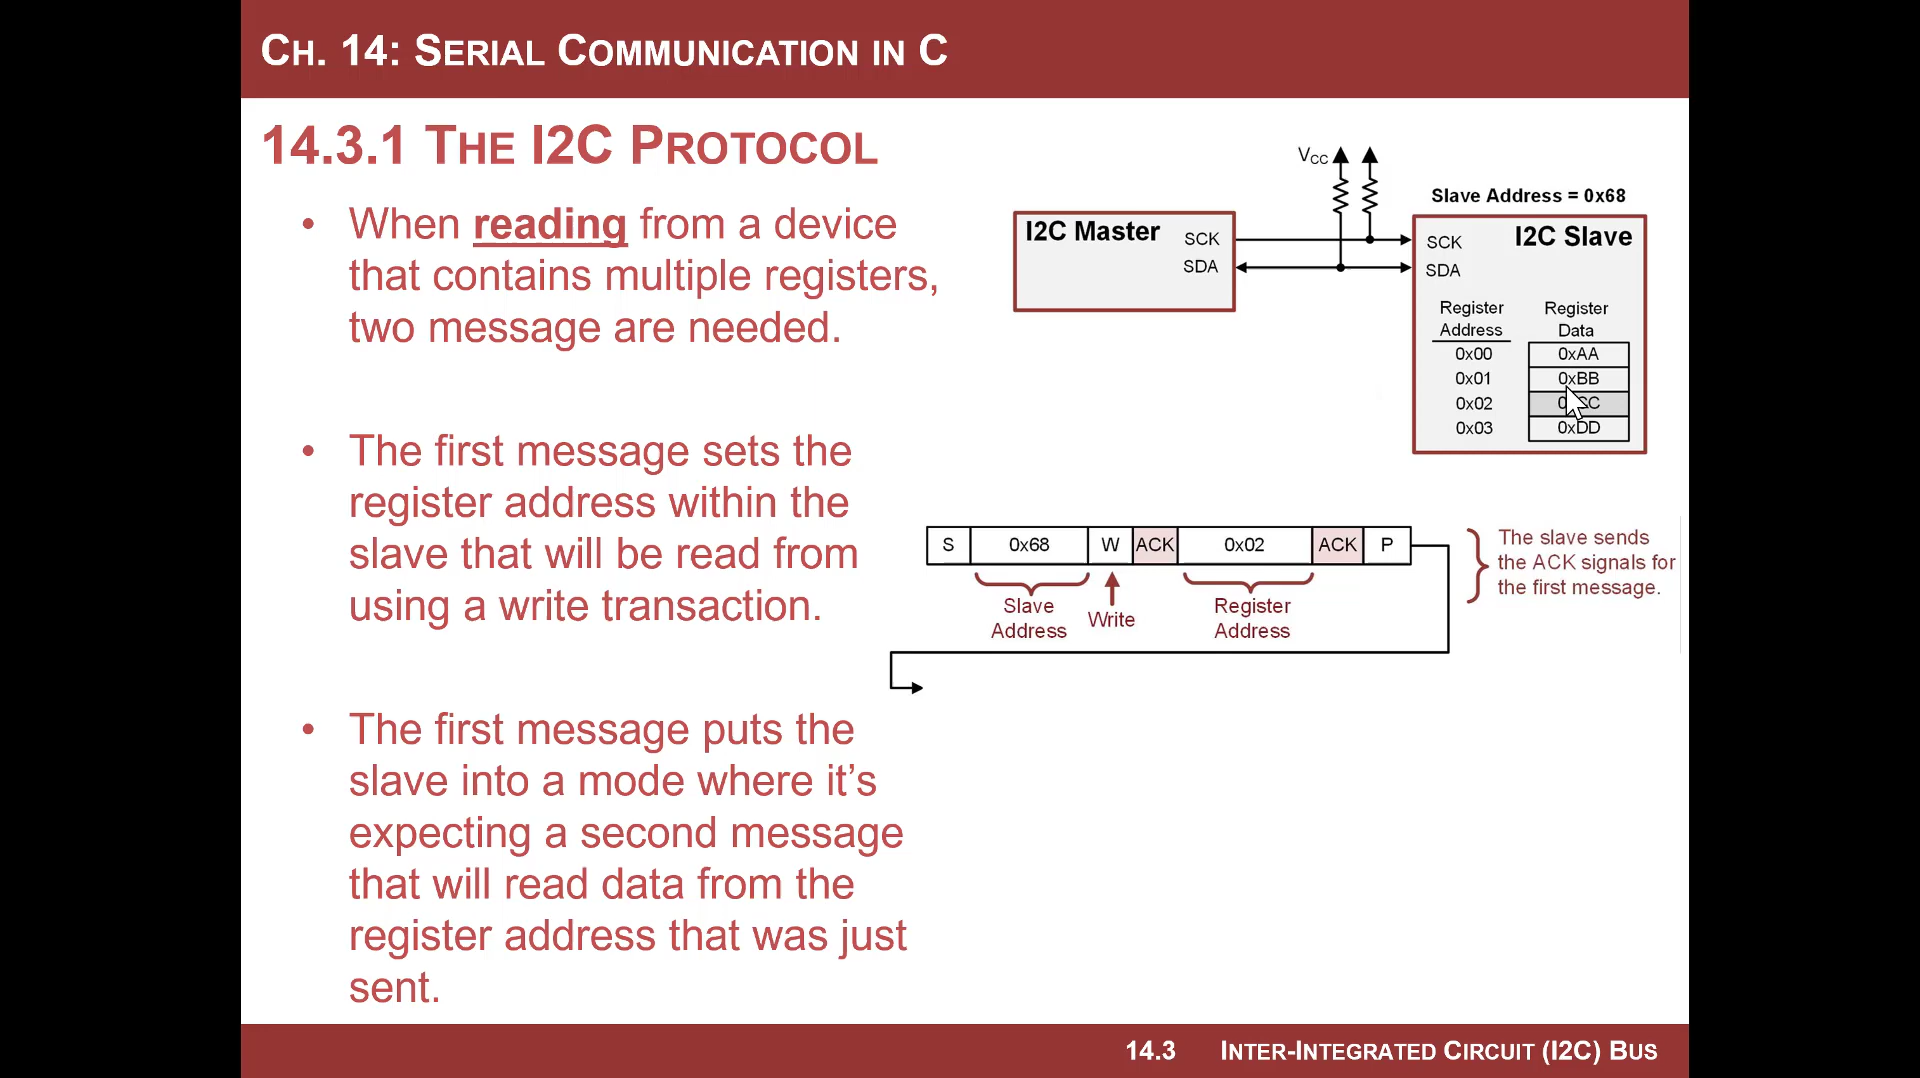 CH. 14: SERIAL COMMUNICATION IN C
14.3.1 THE I2C PROTOCOL
• When reading from a device
that contains multiple registers,
two message are needed.
• The first message sets the
register address within the
slave that will be read from
using a write transaction.
• The first message puts the
slave into a mode where it's
expecting a second message
that will read data from the
register address that was just
sent.
VCC
Slave Address = 0x68
I2C Master
SCK
SDA
I2C Slave
SCK
SDA
Register Address
Register Data
0x00 0xAA
0x01 0xBB
0x02
0x03 0xDD
S 0x68 W ACK 0x02 ACK P
Slave Address
Write
Register Address
The slave sends
the ACK signals for
the first message.
14.3 INTER-INTEGRATED CIRCUIT (I2C) BUS